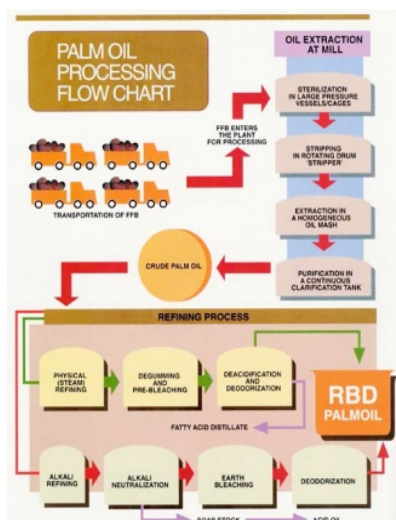 PALM OIL
PROCESSING
FLOW CHART
OIL EXTRACTION
AT MILL
STERILIZATION
IN LARGE PRESSURE
VESSELS/CAGES
FFB ENTERS
THE PLANT
FOR PROCESSING
STRIPPING
IN ROTATING DRUM
'STRIPPER'
TRANSPORTATION OF FFB
EXTRACTION IN
A HOMOGENEOUS
OIL MASH
CRUDE PALM OIL
PURIFICATION IN
A CONTINUOUS
CLARIFICATION TANK
REFINING PROCESS
PHYSICAL
(STEAM)
REFINING
DEGUMMING
AND
PRE-BLEACHING
DEACIDIFICATION
AND
DEODORIZATION
RBD
PALMOIL
FATTY ACID DISTILLATE
ALKALI
REFINING
ALKALI
NEUTRALIZATION
EARTH
BLEACHING
DEODORIZATION
SOAP STOCK
ACID OIL